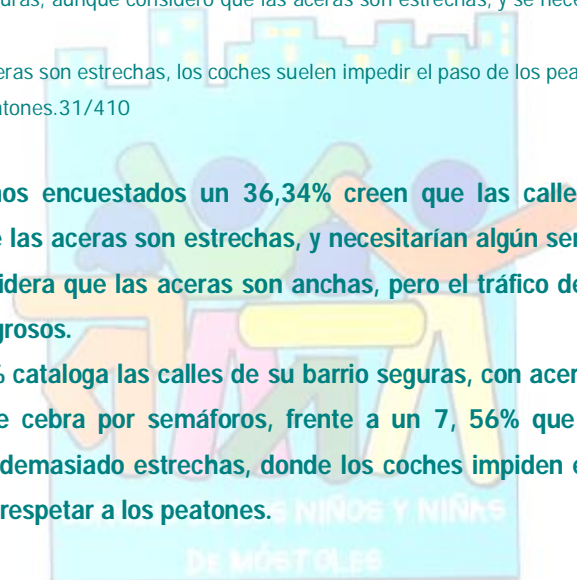 uras, aunque considero que las aceras son estrechas, y se nece
eras son estrechas, los coches suelen impedir el paso de los pea
atones.31/410
nos encuestados un 36,34% creen que las calle
e las aceras son estrechas, y necesitarían algún ser
sidera que las aceras son anchas, pero el tráfico de
grosos.
% cataloga las calles de su barrio seguras, con acer
e cebra por semáforos, frente a un 7, 56% que
demasiado estrechas, donde los coches impiden e
respetar a los peatones.
S NIÑOS Y NIÑAS
DE MÓSTOLES